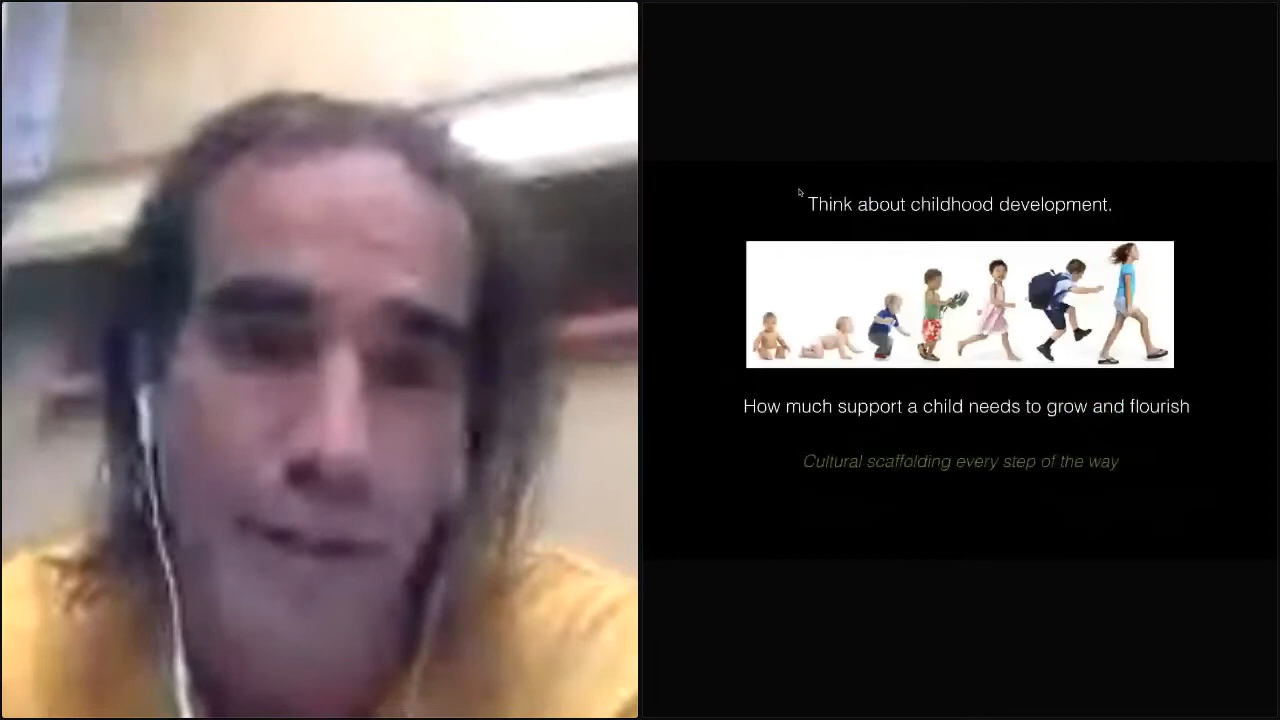 Think about childhood development.
How much support a child needs to grow and flourish
Cultural scaffolding every step of the way